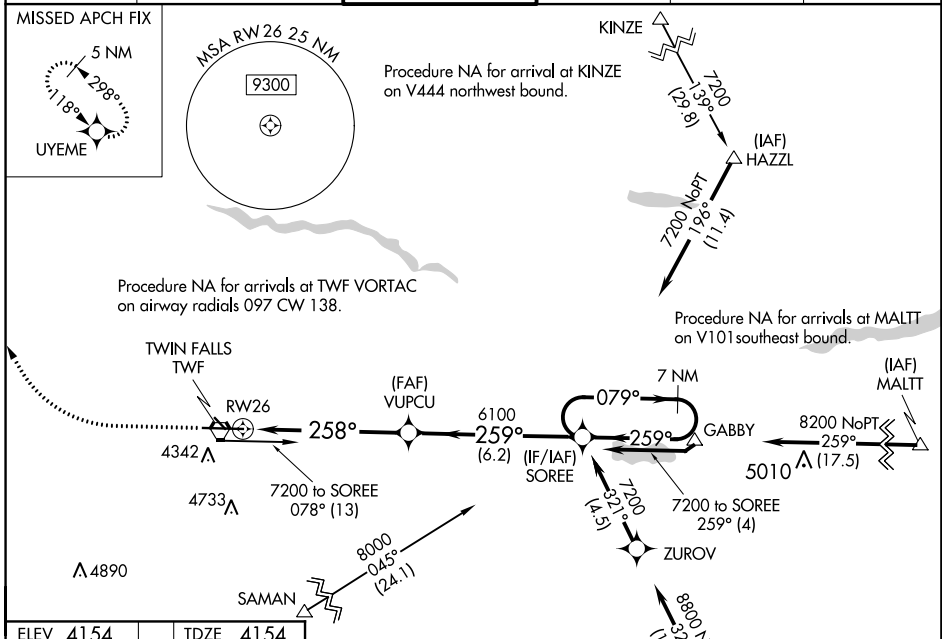 MISSED APCH FIX
5 NM
298°
118°
UYEME
MSA RW26 25 NM
9300
Procedure NA for arrival at KINZE
on V444 northwest bound.
KINZE
7200
139°
(29.8)
(IAF)
HAZZL
7200 NoPT
196°
(11.4)
Procedure NA for arrivals at TWF VORTAC
on airway radials 097 CW 138.
Procedure NA for arrivals at MALTT
on V101 southeast bound.
TWIN FALLS
TWF
RW26
258°
(FAF)
VUPCU
6100
259°
(6.2)
(IF/IAF)
SOREE
079°
7 NM
259°
GABBY
(IAF)
MALTT
8200 NoPT
259°
(17.5)
5010
4342
7200 to SOREE
078° (13)
7200 to SOREE
259° (4)
4733
7200
321°
(4.5)
ZUROV
4890
8000
045°
(24.1)
SAMAN
8800
ELEV 4154
TDZE 4154